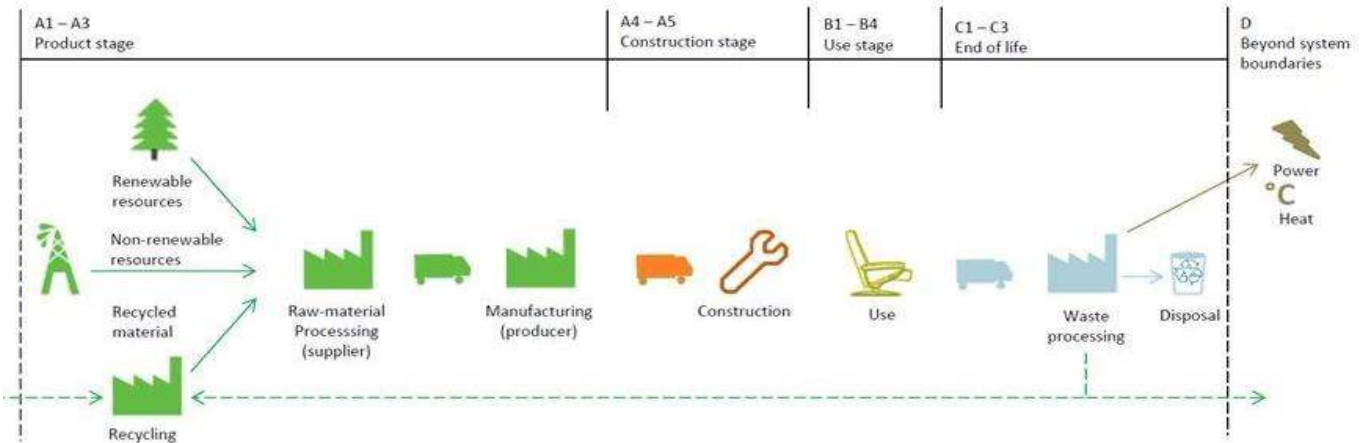 A1 – A3
Product stage
A4 – A5
Construction stage
B1 – B4
Use stage
C1 – C3
End of life
D
Beyond system
boundaries
Renewable
resources
Non-renewable
resources
Recycled
material
Recycling
Raw-material
Processsing
(supplier)
Manufacturing
(producer)
Construction
Use
Waste
processing
Disposal
Power
°C
Heat